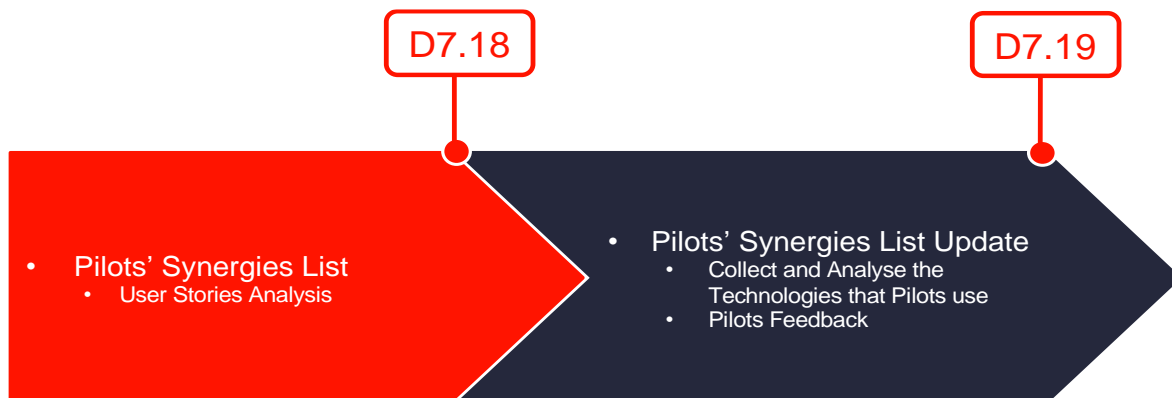 D7.18
D7.19
• Pilots’ Synergies List
• User Stories Analysis
• Pilots’ Synergies List Update
• Collect and Analyse the
Technologies that Pilots use
• Pilots Feedback